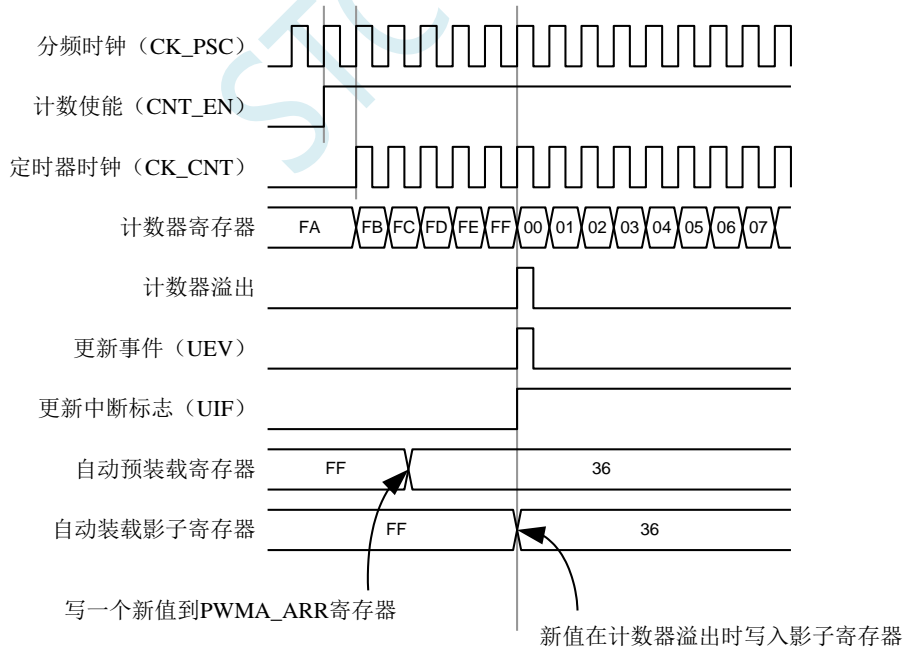 分频时钟（CK_PSC）
计数使能（CNT_EN）
定时器时钟（CK_CNT）
计数器寄存器 FA FB FC FD FE FF 00 01 02 03 04 05 06 07
计数器溢出
更新事件（UEV）
更新中断标志（UIF）
自动预装载寄存器 FF 36
自动装载影子寄存器 FF 36
写一个新值到PWMA_ARR寄存器
新值在计数器溢出时写入影子寄存器
STC